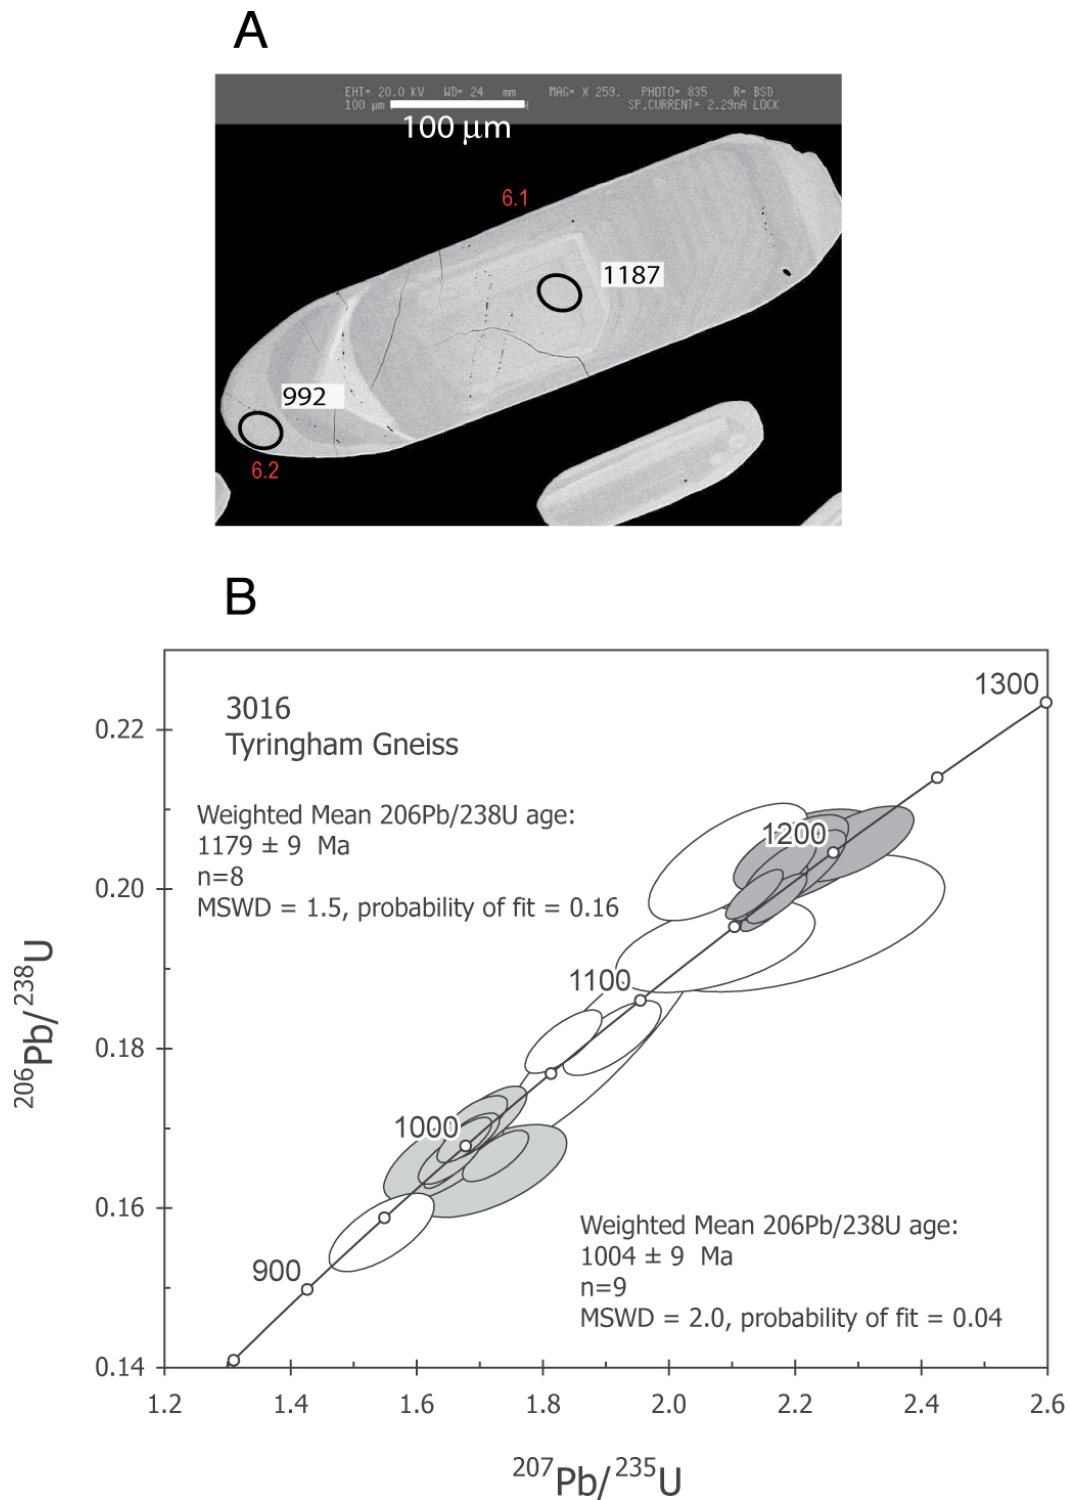 A
EHT= 20.0 KV WD= 24 mm MAG= X 259. PHOTO= 835 R= BSD
100 µm SP.CURRENT= 2.29nA LOCK
100 µm
6.1
1187
992
6.2
B
1300
3016
Tyringham Gneiss
0.22
Weighted Mean 206Pb/238U age:
1179 ± 9 Ma
n=8
MSWD = 1.5, probability of fit = 0.16
1200
0.20
1100
0.18
1000
0.16
Weighted Mean 206Pb/238U age:
1004 ± 9 Ma
n=9
MSWD = 2.0, probability of fit = 0.04
900
0.14
206Pb/238U
1.2 1.4 1.6 1.8 2.0 2.2 2.4 2.6
207Pb/235U